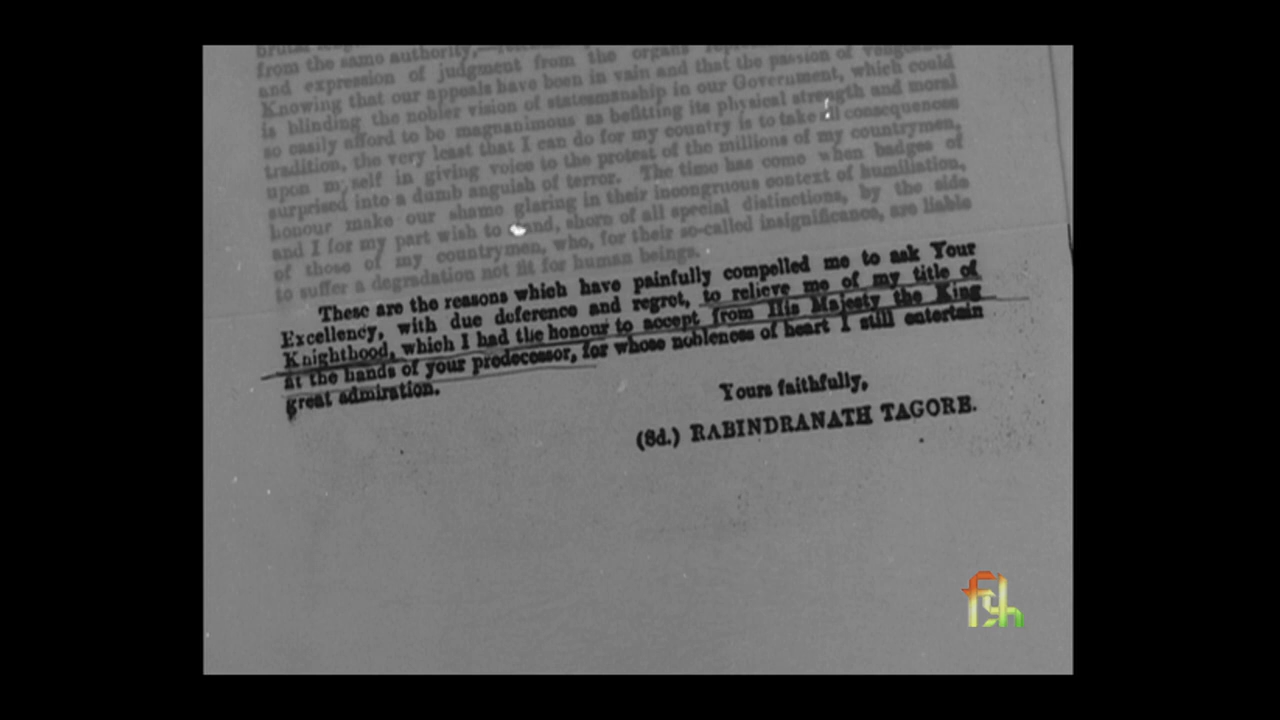 from the same authority,—
and expression of judgment from the organs
Knowing that our appeals have been in vain and that the passion of vengeance
is blinding the nobler vision of statesmanship in our Government, which could
so easily afford to be magnanimous as befitting its physical strength and moral
tradition, the very least that I can do for my country is to take all consequences
upon myself in giving voice to the protest of the millions of my countrymen,
surprised into a dumb anguish of terror. The time has come when badges of
honour make our shame glaring in their incongruous context of humiliation,
and I for my part wish to stand, shorn of all special distinctions, by the side
of those of my countrymen, who, for their so-called insignificance, are liable
to suffer a degradation not fit for human beings.
These are the reasons which have painfully compelled me to ask Your
Excellency, with due deference and regret, to relieve me of my title of
Knighthood, which I had the honour to accept from His Majesty the King
at the hands of your predecessor, for whose nobleness of heart I still entertain
great admiration.
Yours faithfully,
(Sd.) RABINDRANATH TAGORE.